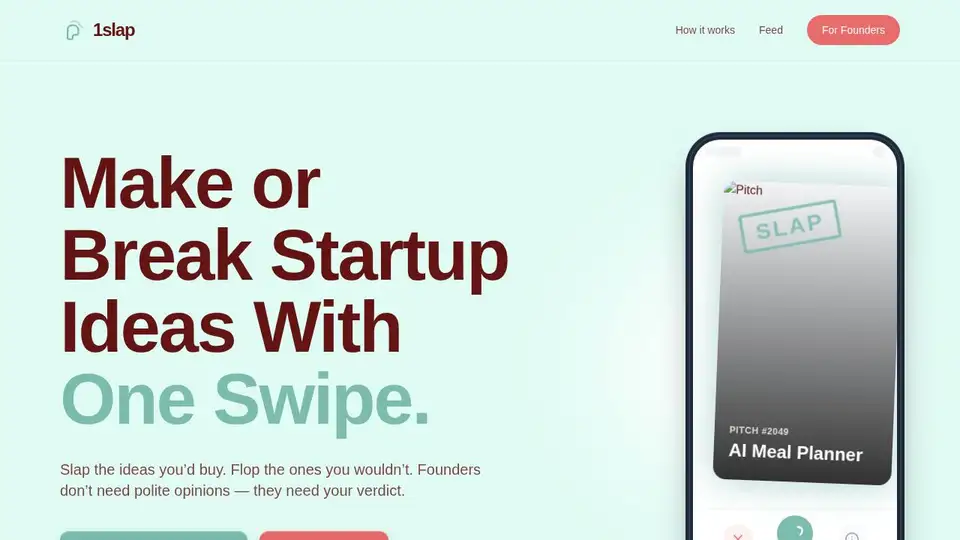 1slap
How it works
Feed
For Founders
Make or
Break Startup
Ideas With
One Swipe.
Slap the ideas you’d buy. Flop the ones you wouldn’t. Founders
don’t need polite opinions — they need your verdict.
Pitch
SLAP
PITCH #2049
AI Meal Planner